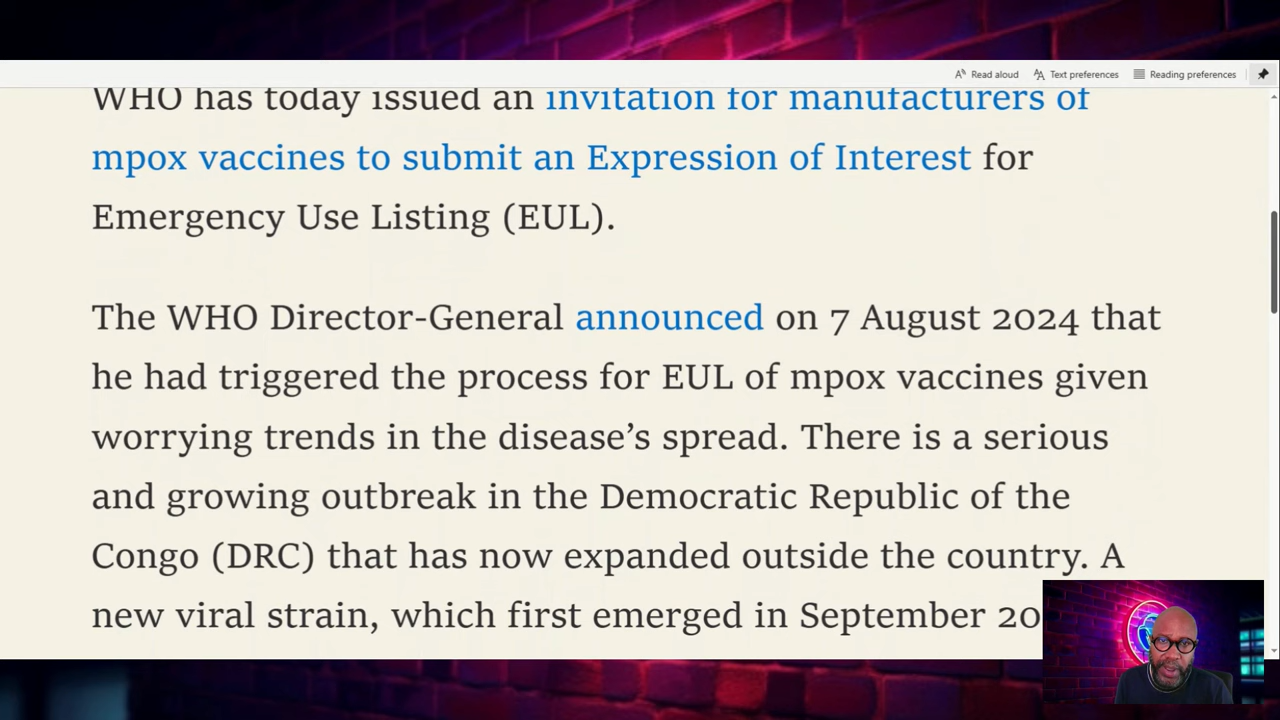 Read aloud Text preferences Reading preferences
WHO has today issued an invitation for manufacturers of
mpox vaccines to submit an Expression of Interest for
Emergency Use Listing (EUL).
The WHO Director-General announced on 7 August 2024 that
he had triggered the process for EUL of mpox vaccines given
worrying trends in the disease’s spread. There is a serious
and growing outbreak in the Democratic Republic of the
Congo (DRC) that has now expanded outside the country. A
new viral strain, which first emerged in September 20